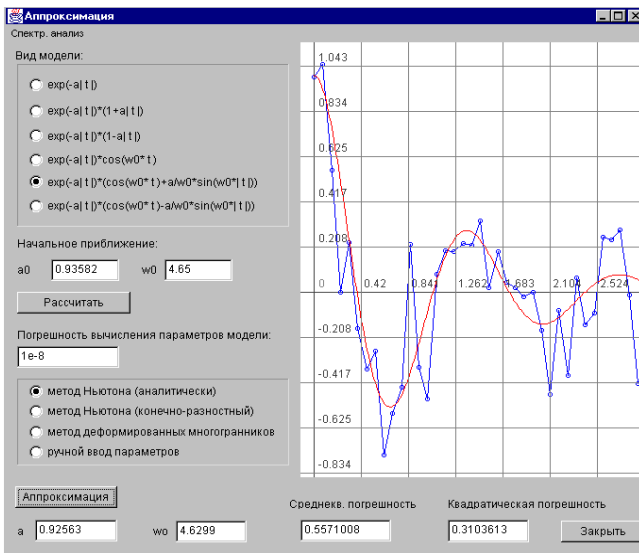 Аппроксимация
Спектр. анализ
Вид модели:
exp(-a| t |)
exp(-a| t |)*(1+a| t |)
exp(-a| t |)*(1-a| t |)
exp(-a| t |)*cos(w0* t )
exp(-a| t |)*(cos(w0* t )+a/w0*sin(w0*| t |))
exp(-a| t |)*(cos(w0* t )-a/w0*sin(w0*| t |))
Начальное приближение:
a0 0.93582 w0 4.65
Рассчитать
Погрешность вычисления параметров модели:
1e-8
метод Ньютона (аналитически)
метод Ньютона (конечно-разностный)
метод деформированных многогранников
ручной ввод параметров
Аппроксимация
a 0.92563 wo 4.6299
1.043
0.834
0.625
0.417
0.208
0 0.42 0.841 1.262 1.683 2.104 2.524
-0.208
-0.417
-0.625
-0.834
Среднекв. погрешность Квадратическая погрешность
0.5571008 0.3103613 Закрыть